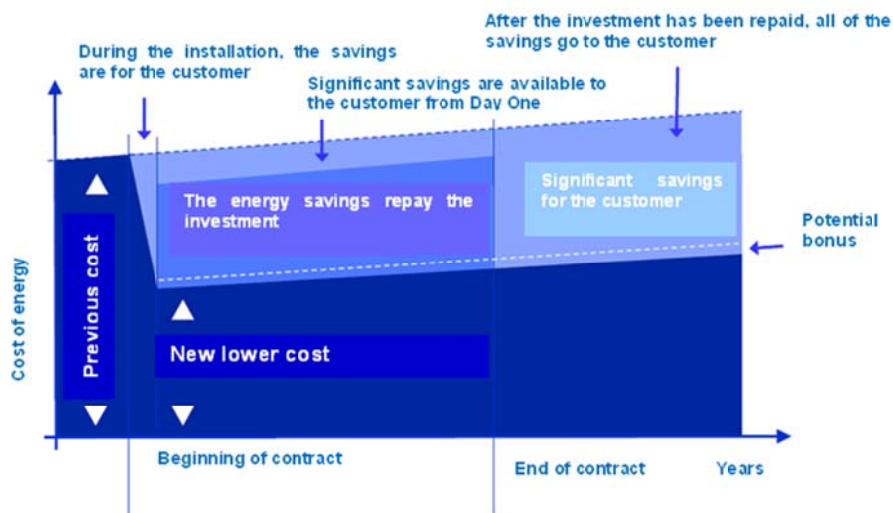 After the investment has been repaid, all of the
savings go to the customer
During the installation, the savings
are for the customer
Significant savings are available to
the customer from Day One
The energy savings repay the
investment
Significant savings
for the customer
Potential
bonus
Cost of energy
Previous cost
New lower cost
Beginning of contract
End of contract
Years